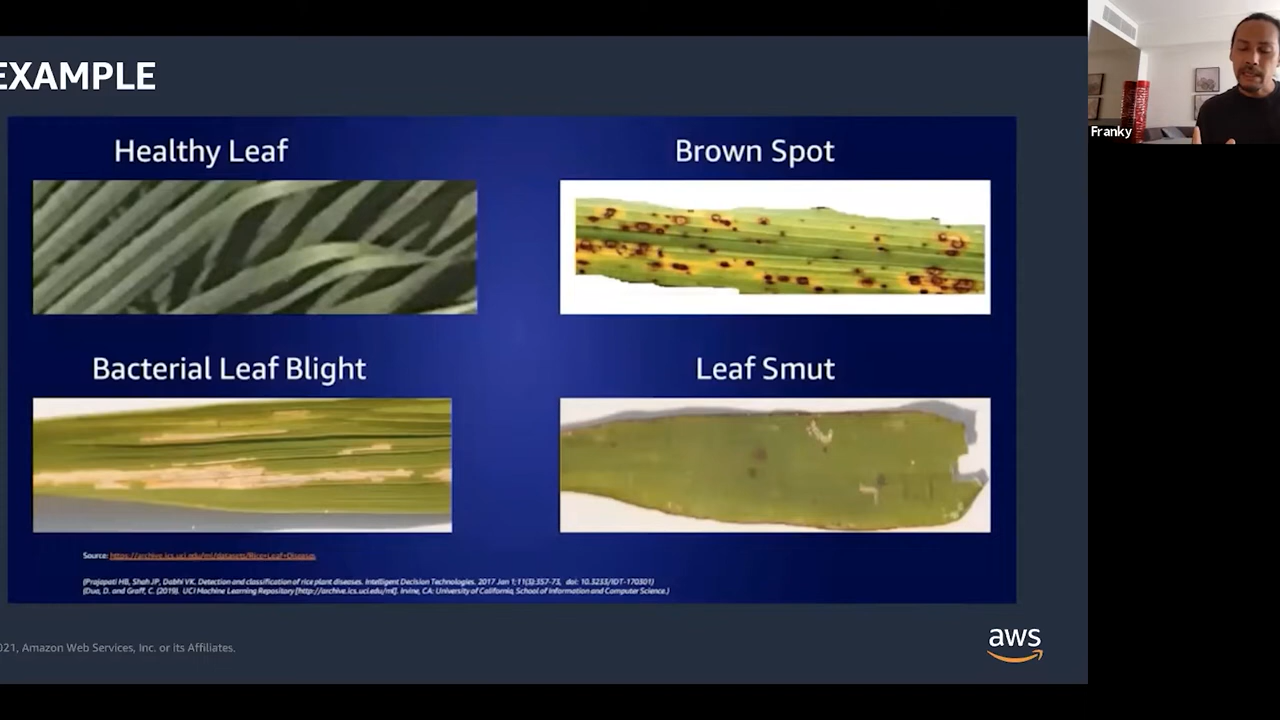 EXAMPLE
Healthy Leaf
Brown Spot
Franky
Bacterial Leaf Blight
Leaf Smut
Source: https://archive.ics.uci.edu/ml/datasets/Rice+Leaf+Diseases
(Prajapati HB, Shah JP, Dabhi VK. Detection and classification of rice plant diseases. Intelligent Decision Technologies. 2017 Jan 1;11(3):357-73, doi: 10.3233/IDT-170301)
(Dua, D. and Graff, C. (2019). UCI Machine Learning Repository [http://archive.ics.uci.edu/ml]. Irvine, CA: University of California, School of Information and Computer Science.)
021, Amazon Web Services, Inc. or its Affiliates.
aws